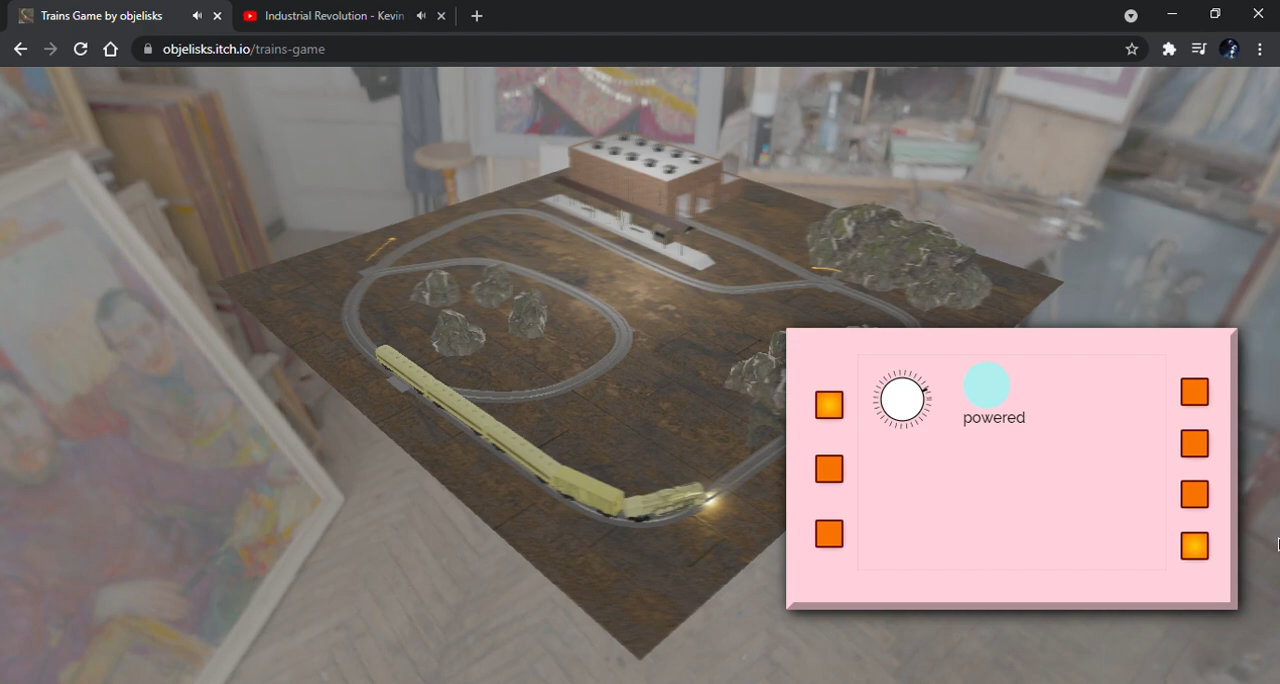 Trains Game by objelisks
Industrial Revolution - Kevin
objelisks.itch.io/trains-game
powered